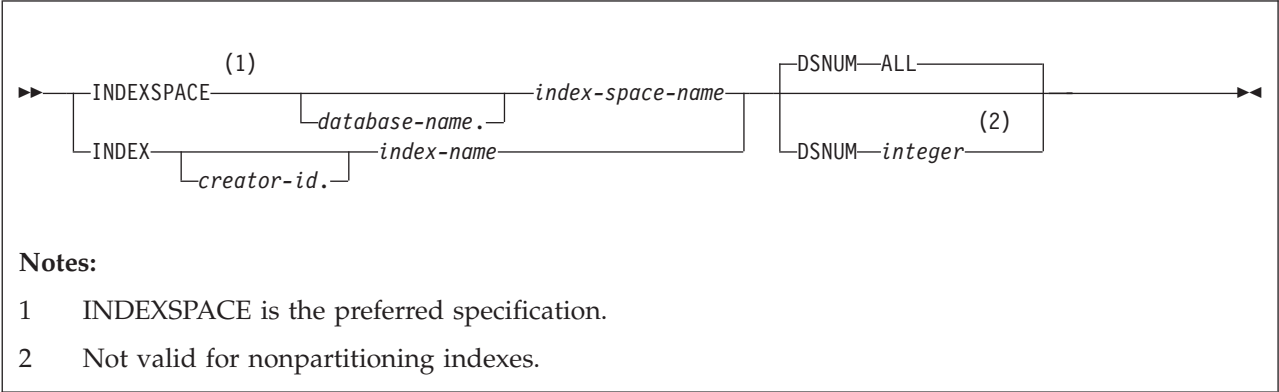 (1)
DSNUM ALL
INDEXSPACE index-space-name
database-name. (2)
INDEX index-name DSNUM integer
creator-id.
Notes:
1 INDEXSPACE is the preferred specification.
2 Not valid for nonpartitioning indexes.